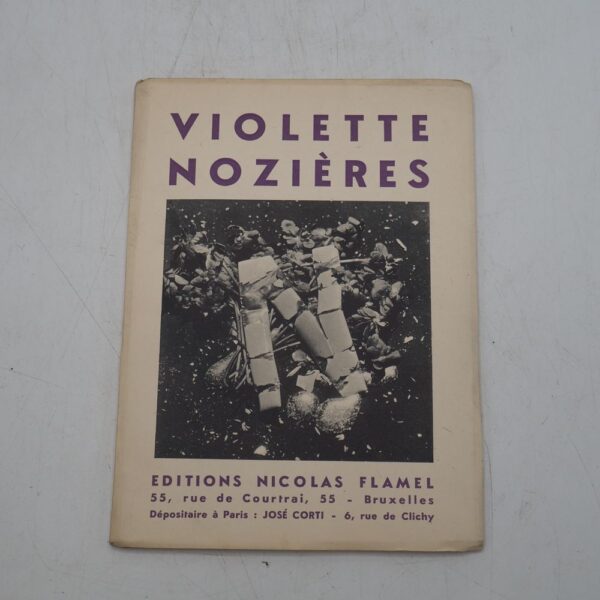 VIOLETTE
NOZIÈRES
EDITIONS NICOLAS FLAMEL
55, rue de Courtrai, 55 - Bruxelles
Dépositaire à Paris : JOSÉ CORTI - 6, rue de Clichy